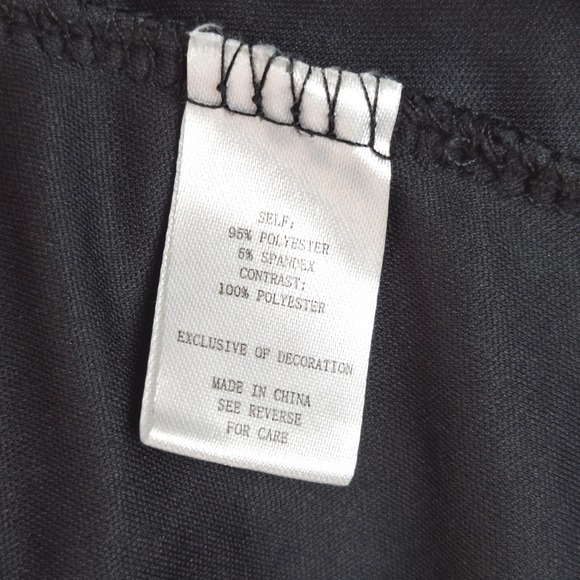 SELF;
95% POLYESTER
5% SPANDEX
CONTRAST;
100% POLYESTER
EXCLUSIVE OF DECORATION
MADE IN CHINA
SEE REVERSE
FOR CARE